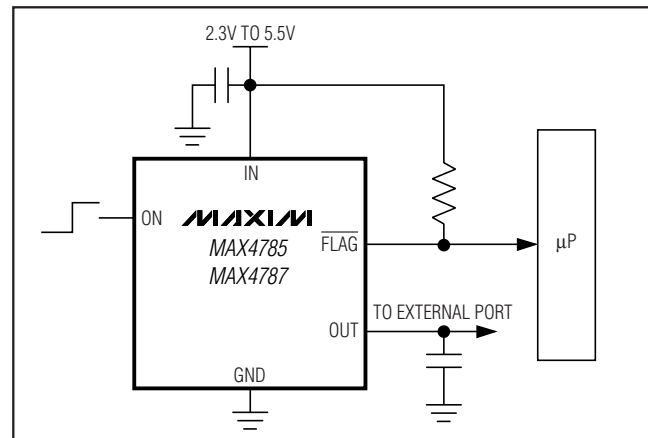 2.3V TO 5.5V
IN
ON
MAXIM
MAX4785
MAX4787
FLAG
μP
TO EXTERNAL PORT
OUT
GND